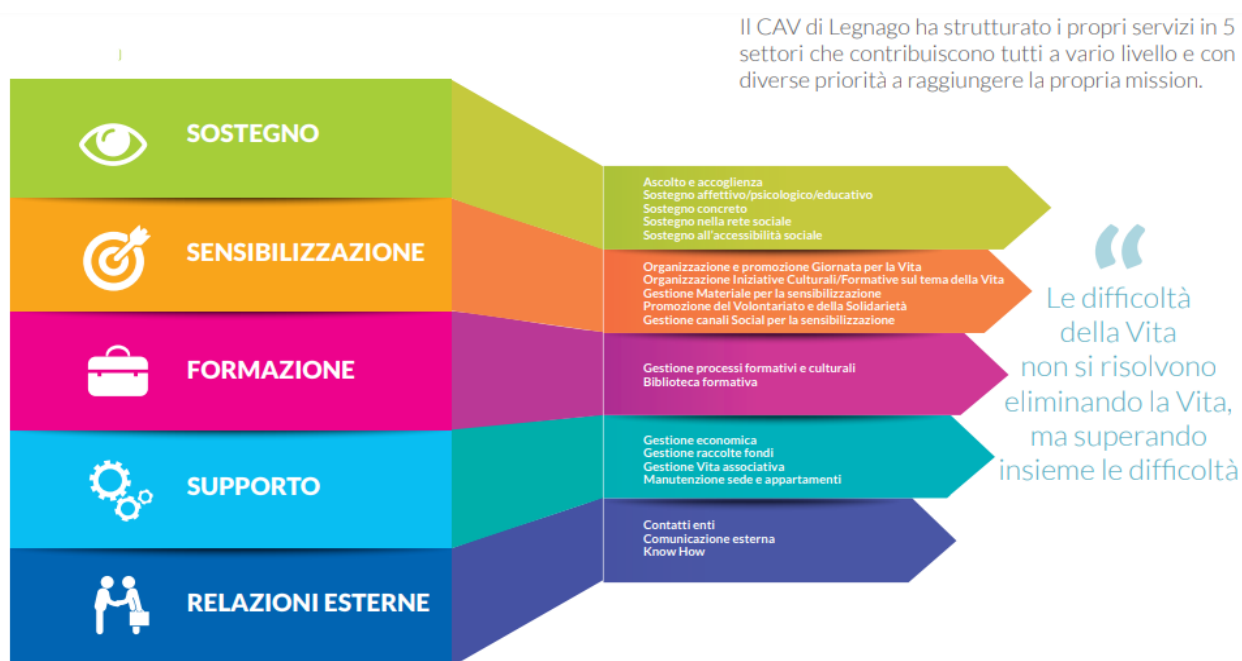 Il CAV di Legnago ha strutturato i propri servizi in 5
settori che contribuiscono tutti a vario livello e con
diverse priorità a raggiungere la propria mission.
SOSTEGNO
Ascolto e accoglienza
Sostegno affettivo/psicologico/educativo
Sostegno concreto
Sostegno nella rete sociale
Sostegno all'accessibilità sociale
SENSIBILIZZAZIONE
Organizzazione e promozione Giornata per la Vita
Organizzazione Iniziative Culturali/Formative sul tema della Vita
Gestione Materiale per la sensibilizzazione
Promozione del Volontariato e della Solidarietà
Gestione canali Social per la sensibilizzazione
FORMAZIONE
Gestione processi formativi e culturali
Biblioteca formativa
SUPPORTO
Gestione economica
Gestione raccolte fondi
Gestione Vita associativa
Manutenzione sede e appartamenti
RELAZIONI ESTERNE
Contatti enti
Comunicazione esterna
Know How
“
Le difficoltà
della Vita
non si risolvono
eliminando la Vita,
ma superando
insieme le difficoltà